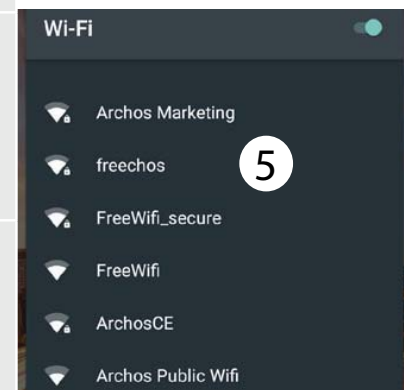 Wi-Fi
Archos Marketing
freechos
5
FreeWifi_secure
FreeWifi
ArchosCE
Archos Public Wifi